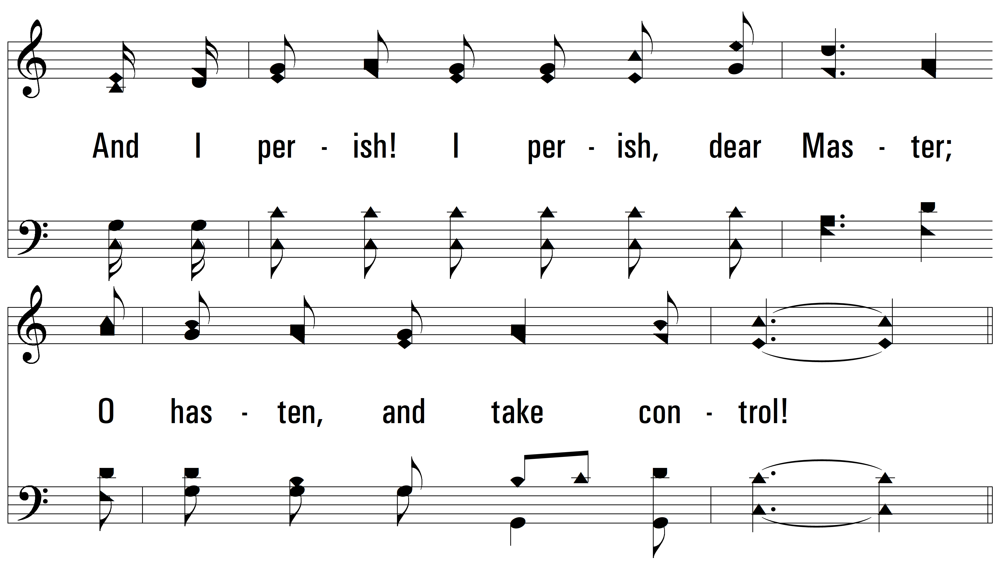 And I per - ish! I per - ish, dear Mas - ter;
O has - ten, and take con - trol!